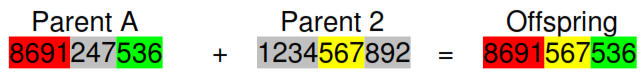 Parent A Parent 2 Offspring
8691247536 + 1234567892 = 8691567536